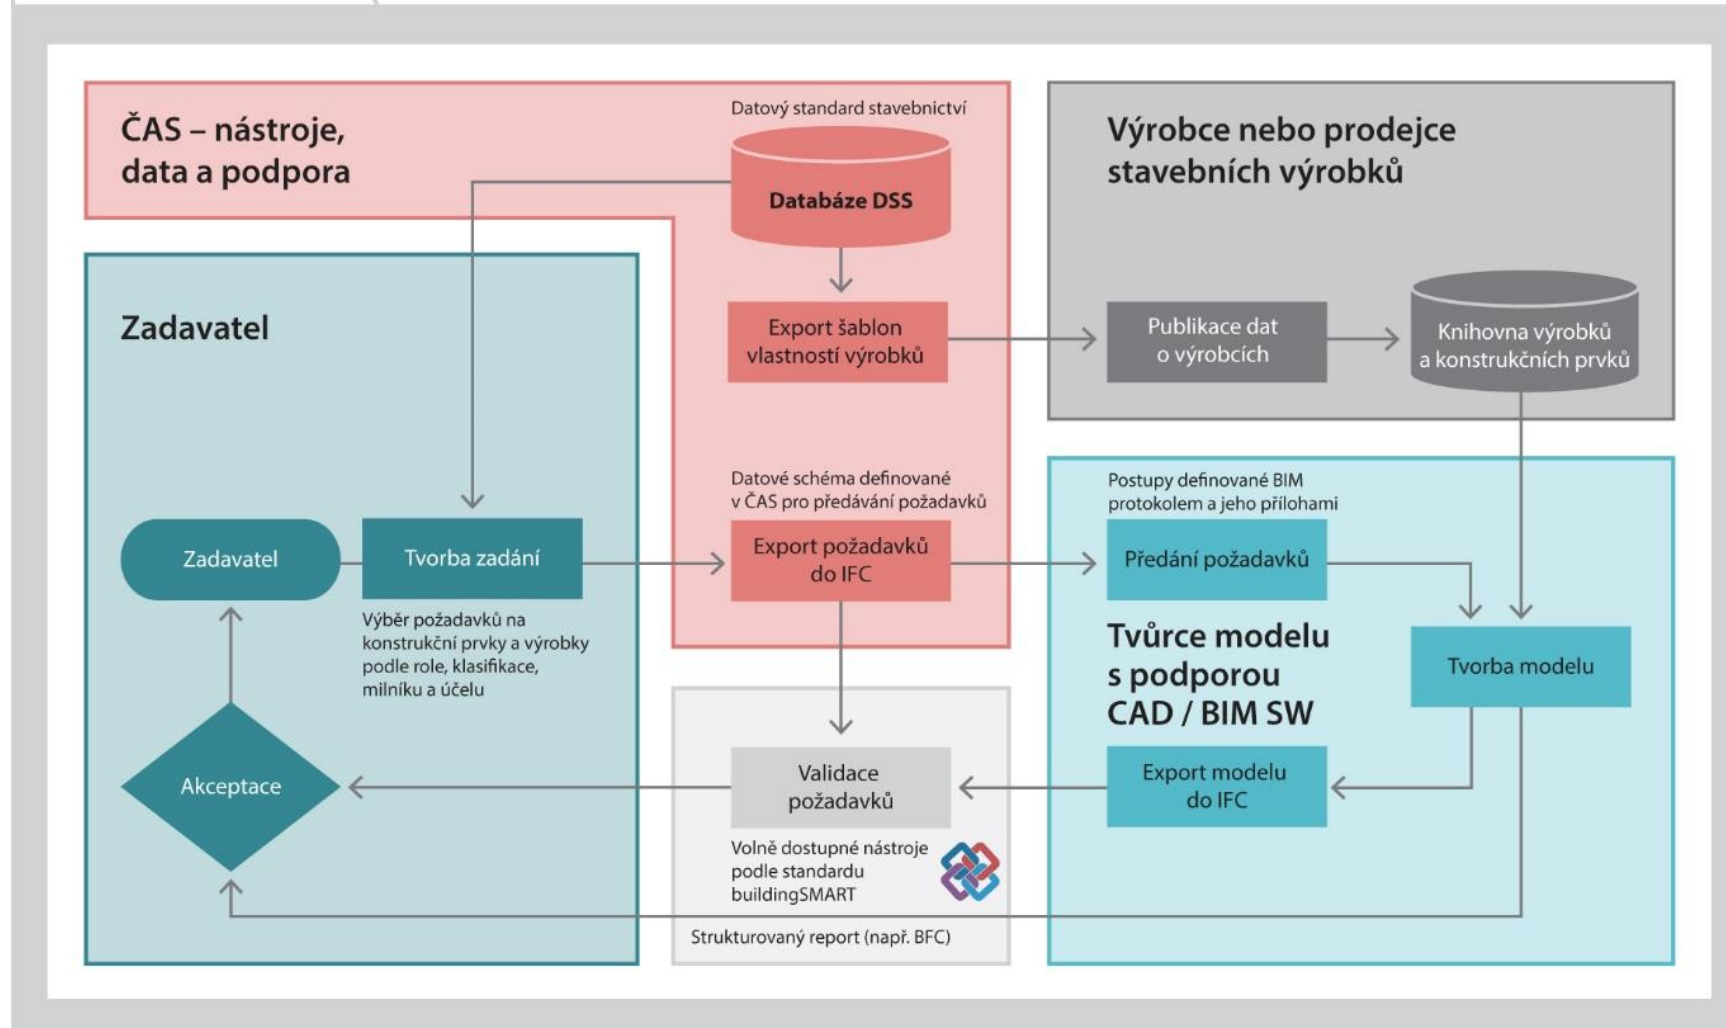 ČAS – nástroje,
data a podpora
Datový standard stavebnictví
Databáze DSS
Export šablon
vlastností výrobků
Výrobce nebo prodejce
stavebních výrobků
Publikace dat
o výrobcích
Knihovna výrobků
a konstrukčních prvků
Zadavatel
Zadavatel
Tvorba zadání
Výběr požadavků na
konstrukční prvky a výrobky
podle role, klasifikace,
milníku a účelu
Akceptace
Datové schéma definované
v ČAS pro předávání požadavků
Export požadavků
do IFC
Postupy definované BIM
protokolem a jeho přílohami
Předání požadavků
Tvůrce modelu
s podporou
CAD / BIM SW
Tvorba modelu
Export modelu
do IFC
Validace
požadavků
Volně dostupné nástroje
podle standardu
buildingSMART
Strukturovaný report (např. BFC)